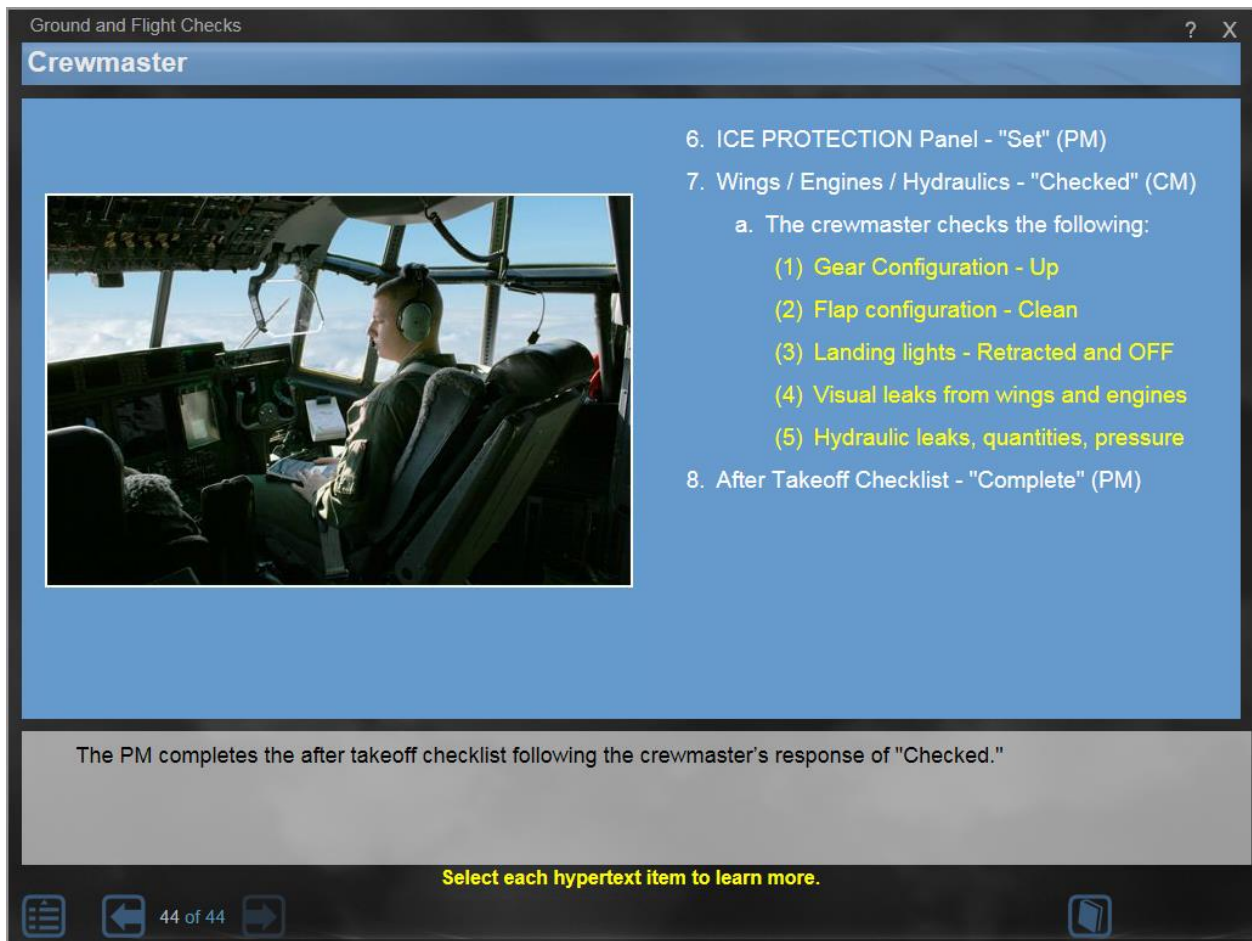 Ground and Flight Checks
? X
Crewmaster
6. ICE PROTECTION Panel - "Set" (PM)
7. Wings / Engines / Hydraulics - "Checked" (CM)
a. The crewmaster checks the following:
(1) Gear Configuration - Up
(2) Flap configuration - Clean
(3) Landing lights - Retracted and OFF
(4) Visual leaks from wings and engines
(5) Hydraulic leaks, quantities, pressure
8. After Takeoff Checklist - "Complete" (PM)
The PM completes the after takeoff checklist following the crewmaster's response of "Checked."
Select each hypertext item to learn more.
44 of 44